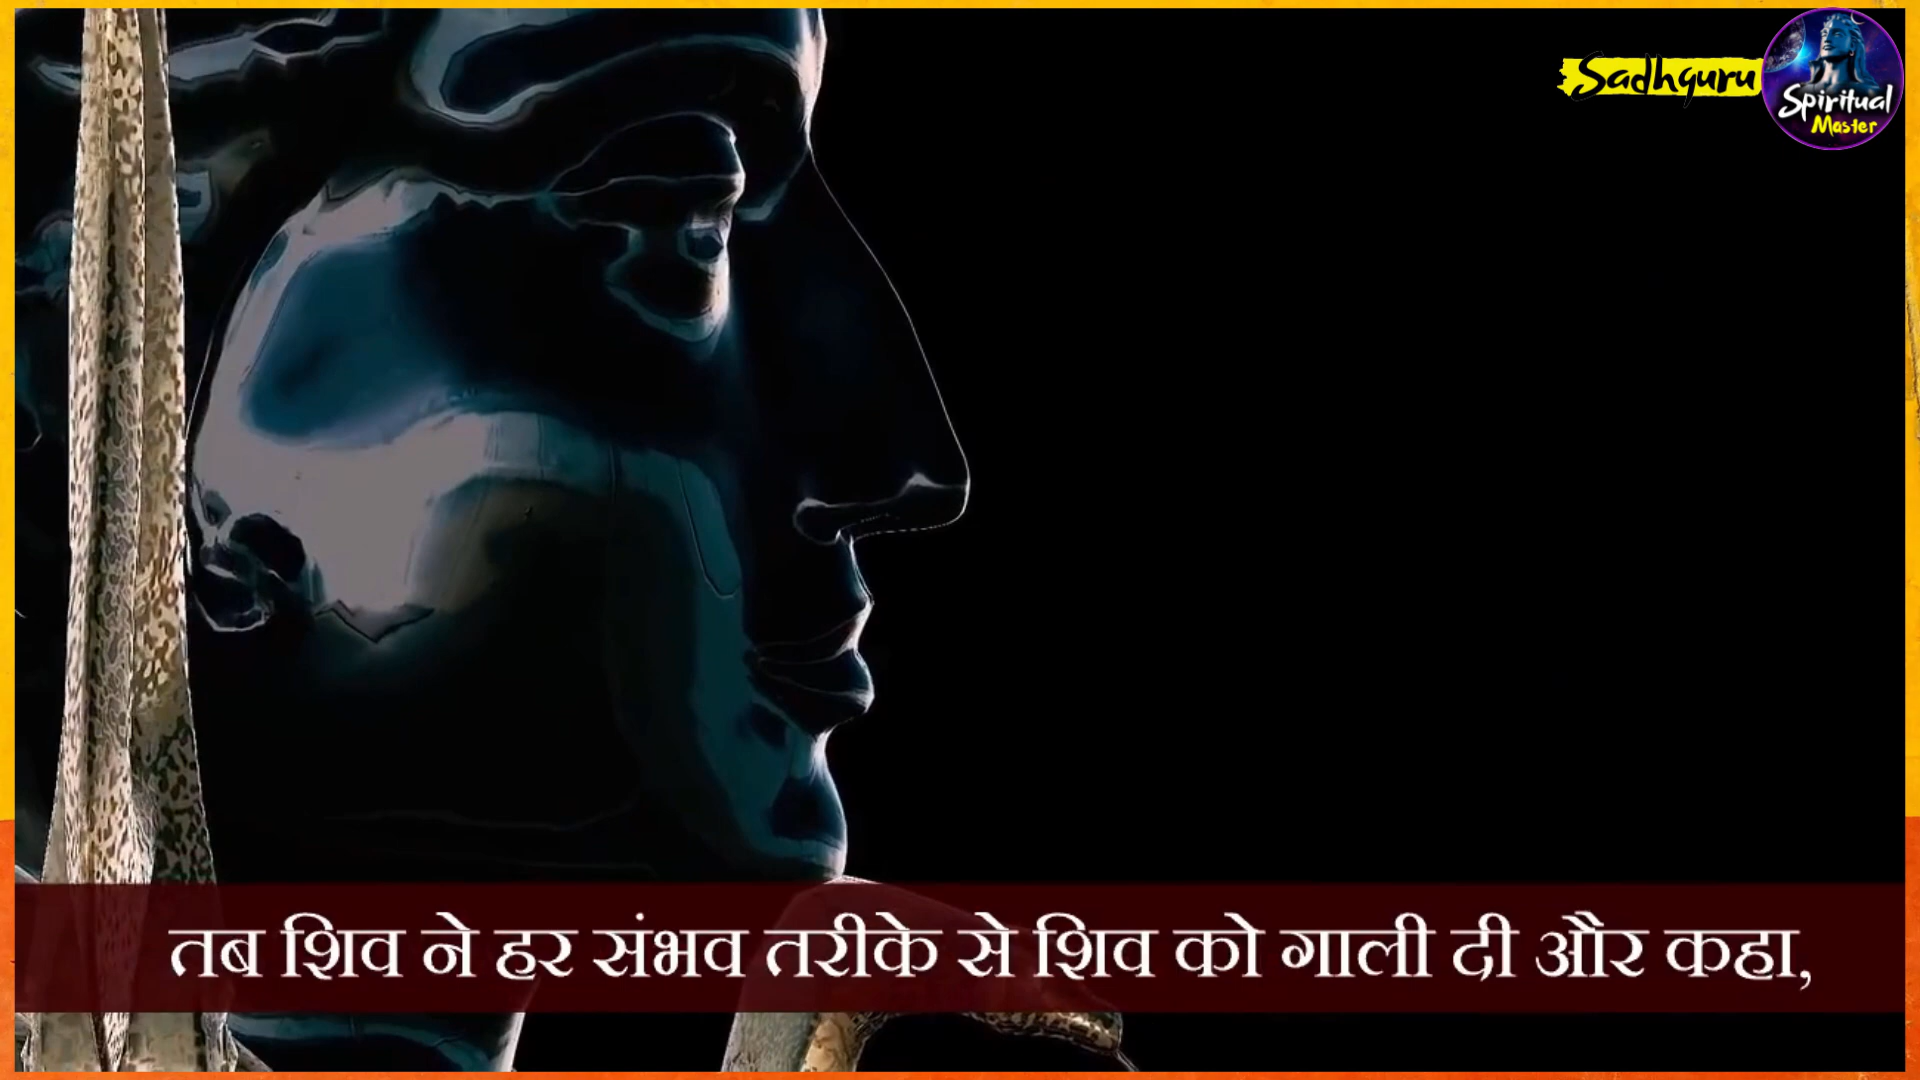 Sadhguru
Spiritual
Master
तब शिव ने हर संभव तरीके से शिव को गाली दी और कहा,